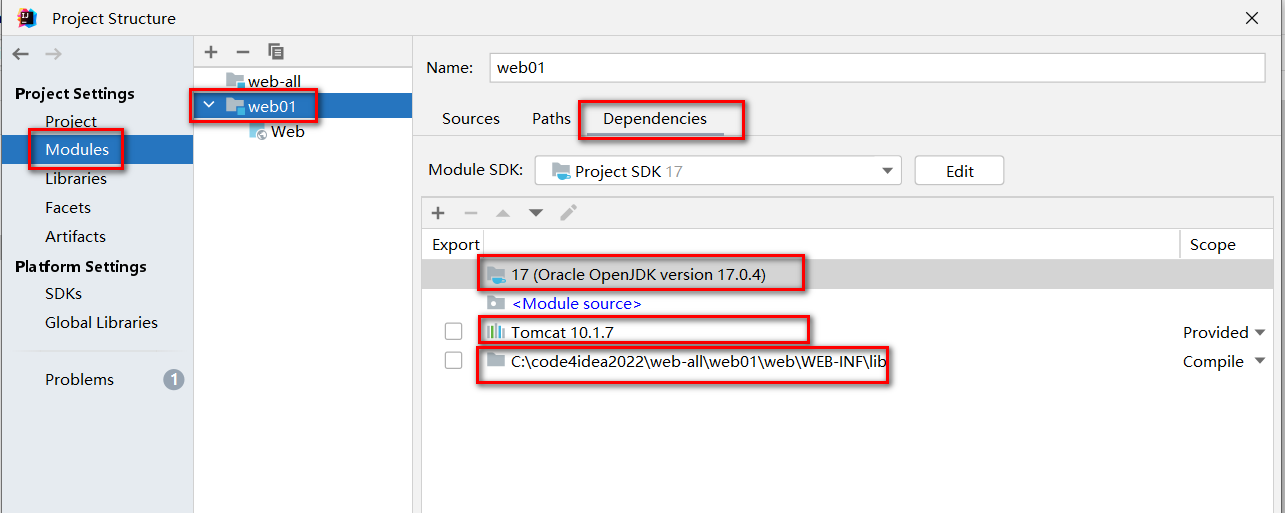 Project Structure
Project Settings
Project
Modules
Libraries
Facets
Artifacts
Platform Settings
SDKs
Global Libraries
Problems 1
web-all
web01
Web
Name: web01
Sources Paths Dependencies
Module SDK: Project SDK 17 Edit
Export Scope
17 (Oracle OpenJDK version 17.0.4)
<Module source>
Tomcat 10.1.7 Provided
C:\code4idea2022\web-all\web01\web\WEB-INF\lib Compile